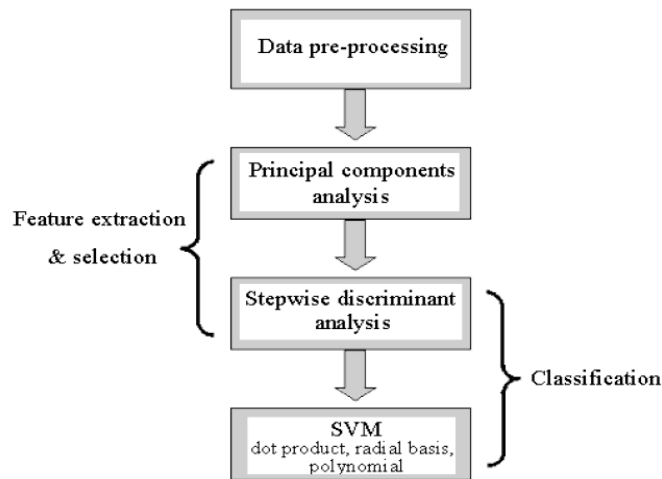 Data pre-processing
Principal components
analysis
Feature extraction
& selection
Stepwise discriminant
analysis
Classification
SVM
dot product, radial basis,
polynomial